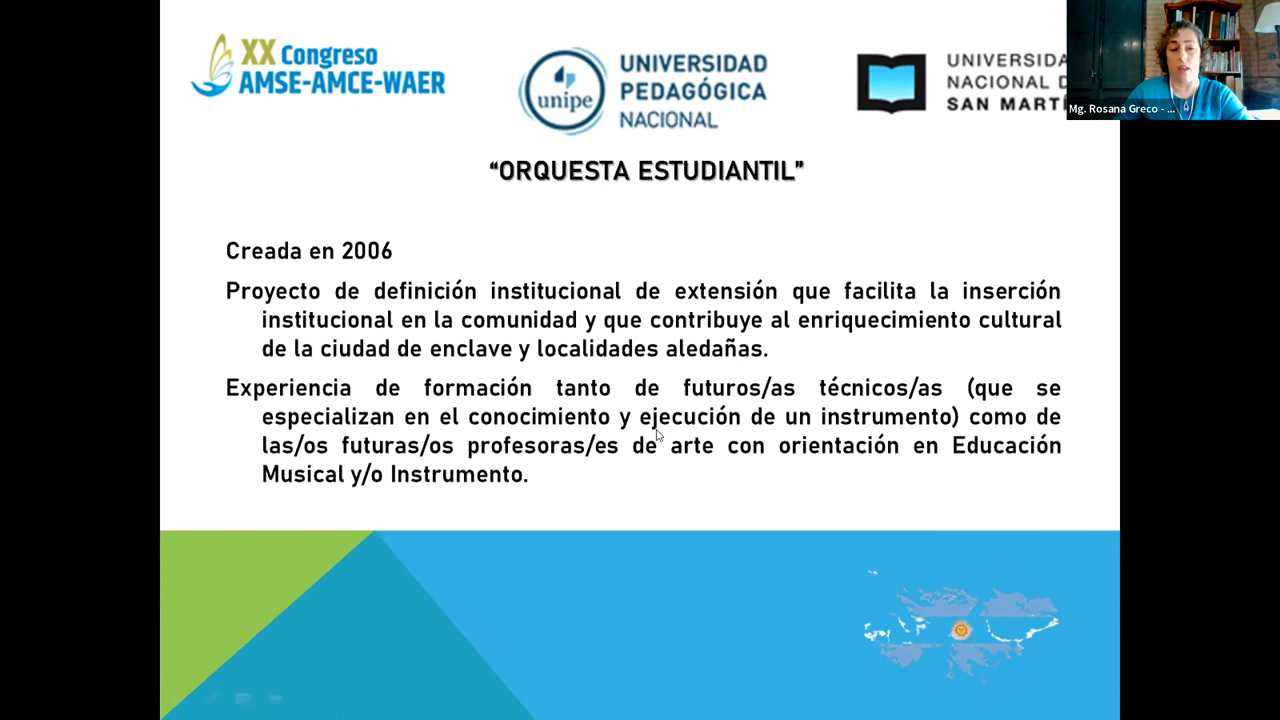 XX Congreso
AMSE-AMCE-WAER
unipe
UNIVERSIDAD
PEDAGÓGICA
NACIONAL
UNIVERSIDA
NACIONAL D
SAN MARTÍ
Mg. Rosana Greco - ...
“ORQUESTA ESTUDIANTIL”
Creada en 2006
Proyecto de definición institucional de extensión que facilita la inserción
institucional en la comunidad y que contribuye al enriquecimiento cultural
de la ciudad de enclave y localidades aledañas.
Experiencia de formación tanto de futuros/as técnicos/as (que se
especializan en el conocimiento y ejecución de un instrumento) como de
las/os futuras/os profesoras/es de arte con orientación en Educación
Musical y/o Instrumento.